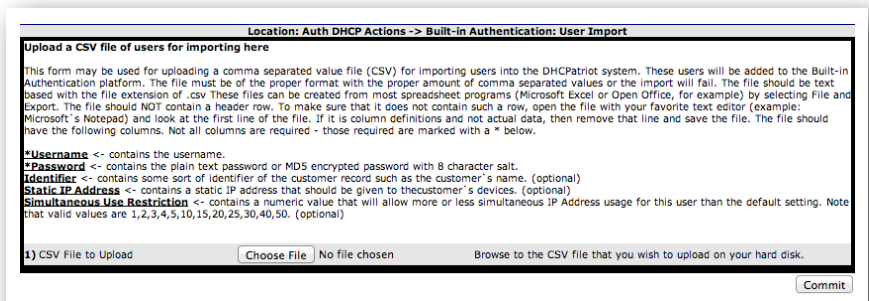 Location: Auth DHCP Actions -> Built-in Authentication: User Import
Upload a CSV file of users for importing here
This form may be used for uploading a comma separated value file (CSV) for importing users into the DHCPatriot system. These users will be added to the Built-in
Authentication platform. The file must be of the proper format with the proper amount of comma separated values or the import will fail. The file should be text
based with the file extension of .csv These files can be created from most spreadsheet programs (Microsoft Excel or Open Office, for example) by selecting File and
Export. The file should NOT contain a header row. To make sure that it does not contain such a row, open the file with your favorite text editor (example:
Microsoft`s Notepad) and look at the first line of the file. If it is column definitions and not actual data, then remove that line and save the file. The file should
have the following columns. Not all columns are required - those required are marked with a * below.
*Username <- contains the username.
*Password <- contains the plain text password or MD5 encrypted password with 8 character salt.
Identifier <- contains some sort of identifier of the customer record such as the customer`s name. (optional)
Static IP Address <- contains a static IP address that should be given to thecustomer`s devices. (optional)
Simultaneous Use Restriction <- contains a numeric value that will allow more or less simultaneous IP Address usage for this user than the default setting. Note
that valid values are 1,2,3,4,5,10,15,20,25,30,40,50. (optional)
1) CSV File to Upload Choose File No file chosen Browse to the CSV file that you wish to upload on your hard disk.
Commit